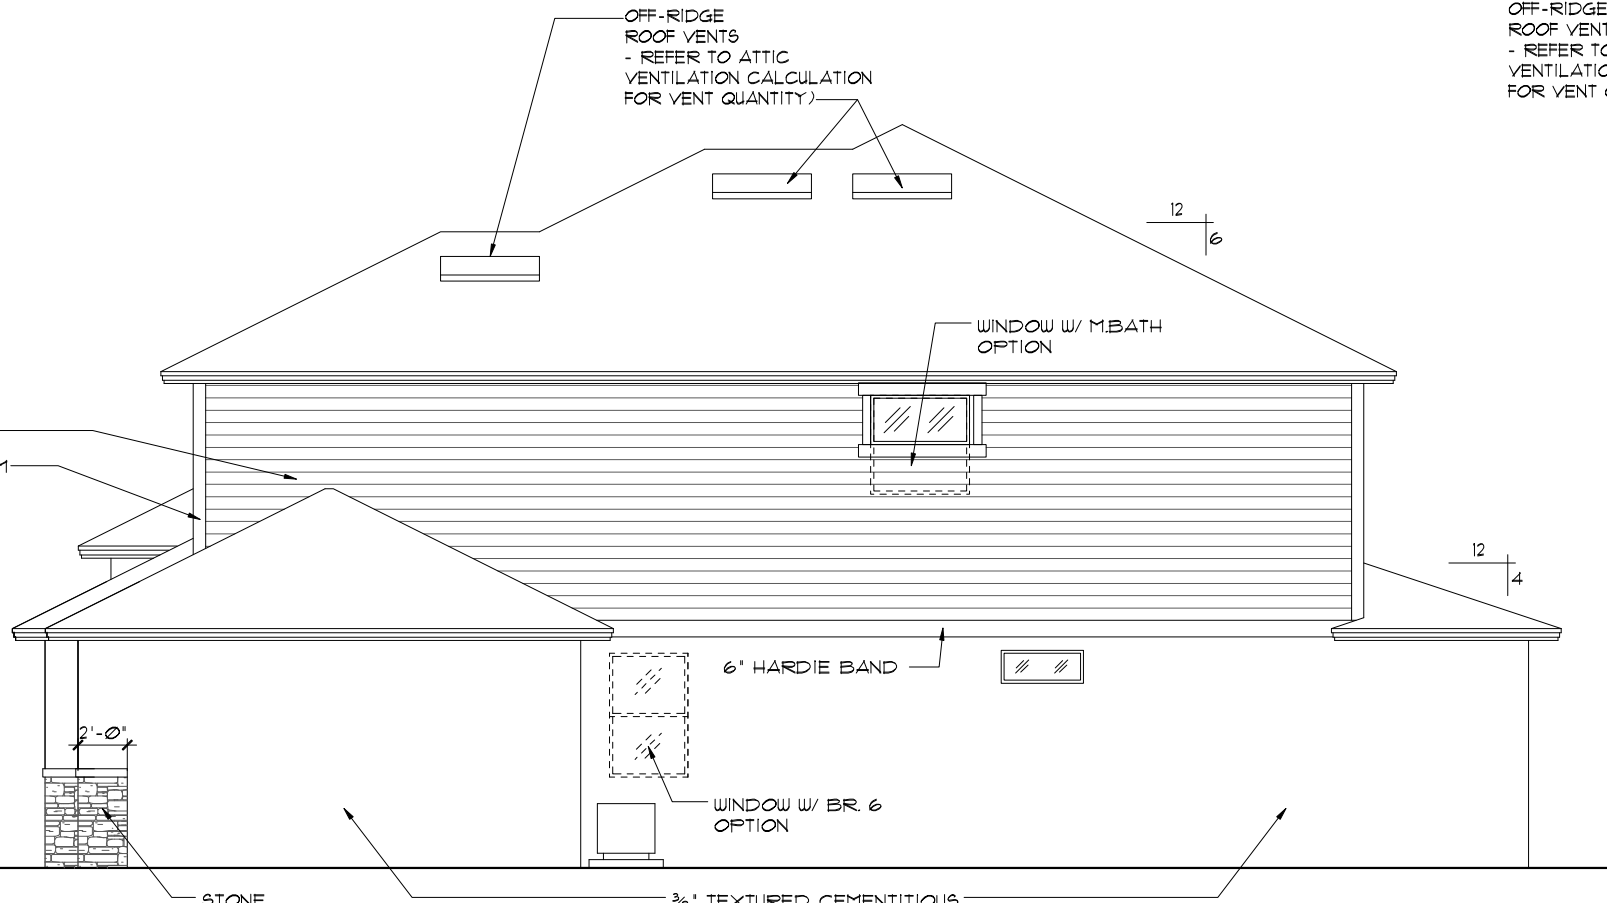 OFF-RIDGE
ROOF VENTS
- REFER TO ATTIC
VENTILATION CALCULATION
FOR VENT QUANTITY)
OFF-RIDGE
ROOF VENT
- REFER TO
VENTILATIO
FOR VENT
12
6
WINDOW W/ M.BATH
OPTION
12
4
6" HARDIE BAND
2'-0"
WINDOW W/ BR. 6
OPTION
STONE
3/8" TEXTURED CEMENTITIOUS